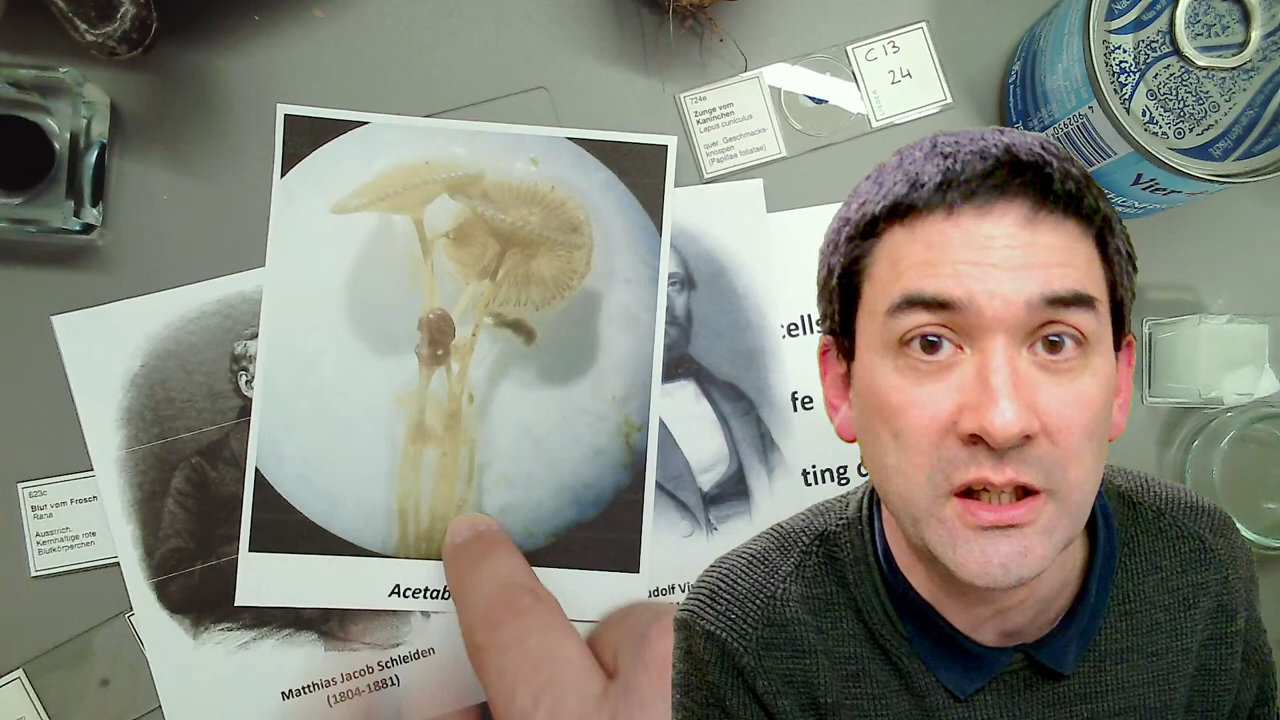 724e
Zunge vom
Kaninchen
Lepus cuniculus
quer. Geschmacks-
knospen
(Papillae foliatae)
C 13
24
Vier
cells
fe
ting
623c
Blut vom Frosch
Rana
Ausstrich.
Kernhaltige rote
Blutkörperchen
Acetab
udolf Vi
Matthias Jacob Schleiden
(1804-1881)